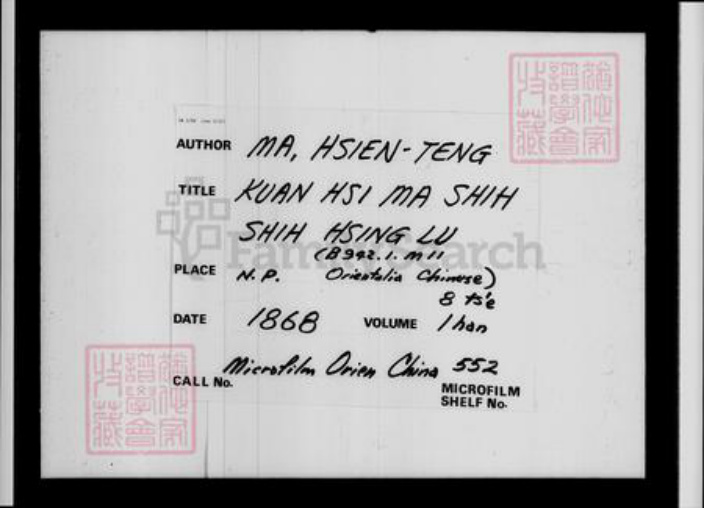 AUTHOR MA, HSIEN-TENG
TITLE KUAN HSI MA SHIH
SHIH HSING LU
(B942.1.M11
PLACE N.P. Orientalia Chinese)
8 ts'e
DATE 1868 VOLUME 1 han
Microfilm Orien China 552
CALL No.
MICROFILM
SHELF No.
FamilySearch